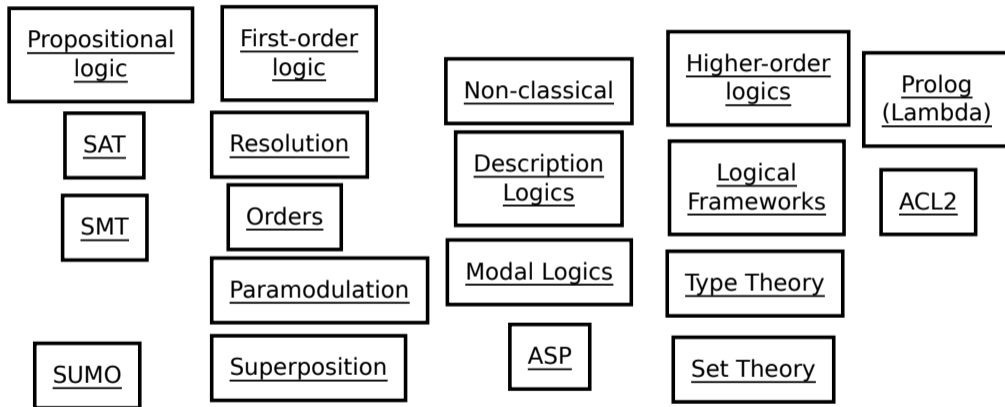 Propositional
logic
SAT
SMT
SUMO
First-order
logic
Resolution
Orders
Paramodulation
Superposition
Non-classical
Description
Logics
Modal Logics
ASP
Higher-order
logics
Logical
Frameworks
Type Theory
Set Theory
Prolog
(Lambda)
ACL2